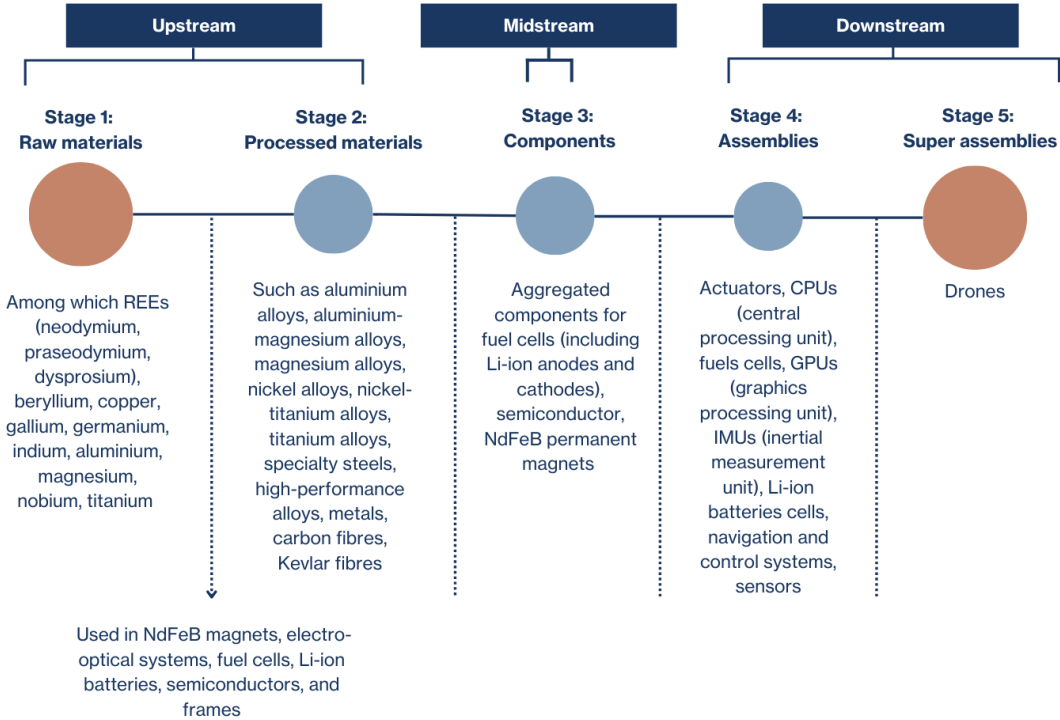 Upstream
Midstream
Downstream
Stage 1:
Raw materials
Stage 2:
Processed materials
Stage 3:
Components
Stage 4:
Assemblies
Stage 5:
Super assemblies
Among which REEs
(neodymium,
praseodymium,
dysprosium),
beryllium, copper,
gallium, germanium,
indium, aluminium,
magnesium,
nobium, titanium
Such as aluminium
alloys, aluminium-
magnesium alloys,
magnesium alloys,
nickel alloys, nickel-
titanium alloys,
titanium alloys,
specialty steels,
high-performance
alloys, metals,
carbon fibres,
Kevlar fibres
Aggregated
components for
fuel cells (including
Li-ion anodes and
cathodes),
semiconductor,
NdFeB permanent
magnets
Actuators, CPUs
(central
processing unit),
fuels cells, GPUs
(graphics
processing unit),
IMUs (inertial
measurement
unit), Li-ion
batteries cells,
navigation and
control systems,
sensors
Drones
Used in NdFeB magnets, electro-
optical systems, fuel cells, Li-ion
batteries, semiconductors, and
frames